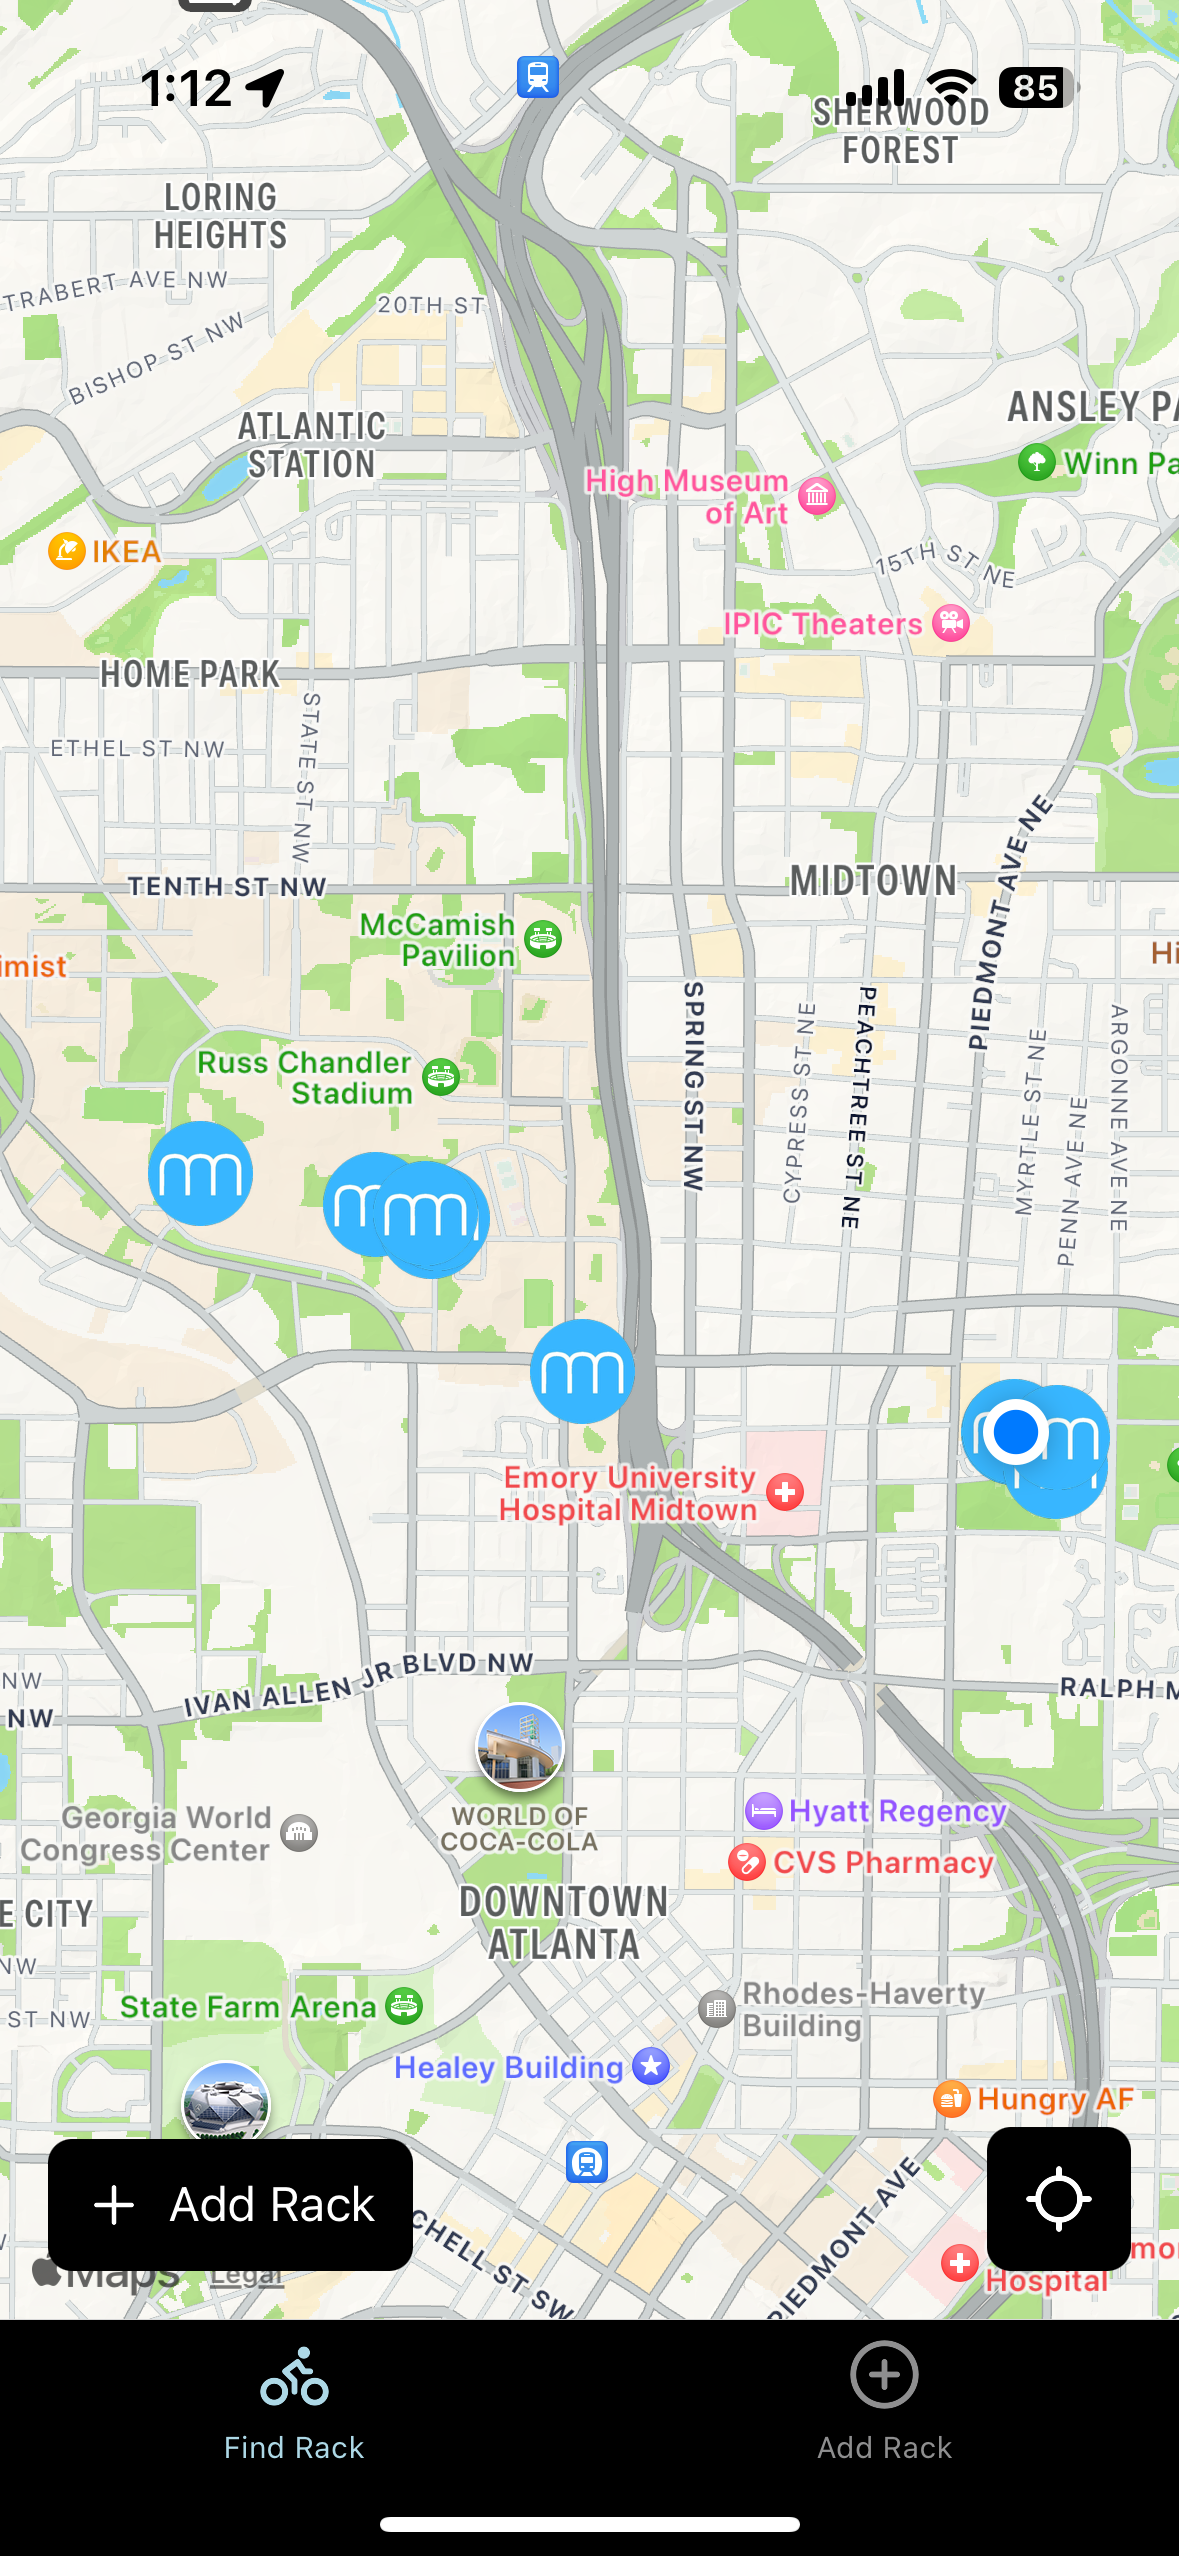 1:12
85
SHERWOOD
FOREST
LORING
HEIGHTS
TRABERT AVE NW
20TH ST
BISHOP ST NW
ATLANTIC
STATION
ANSLEY PA
Winn Pa
High Museum
of Art
IKEA
15TH ST NE
IPIC Theaters
HOME PARK
STATE ST NW
ETHEL ST NW
PIEDMONT AVE NE
TENTH ST NW
MIDTOWN
McCamish
Pavilion
imist
Hi
SPRING ST NW
CYPRESS ST NE
PEACHTREE ST NE
MYRTLE ST NE
PENN AVE NE
ARGONNE AVE NE
Russ Chandler
Stadium
Emory University
Hospital Midtown
NW
IVAN ALLEN JR BLVD NW
RALPH M
NW
WORLD OF
COCA-COLA
Georgia World
Congress Center
Hyatt Regency
CVS Pharmacy
E CITY
DOWNTOWN
ATLANTA
NW
ST NW
State Farm Arena
Rhodes-Haverty
Building
Healey Building
Hungry AF
Add Rack
CHELL ST SW
PIEDMONT AVE
mo
Hospital
Maps
Legal
Find Rack
Add Rack